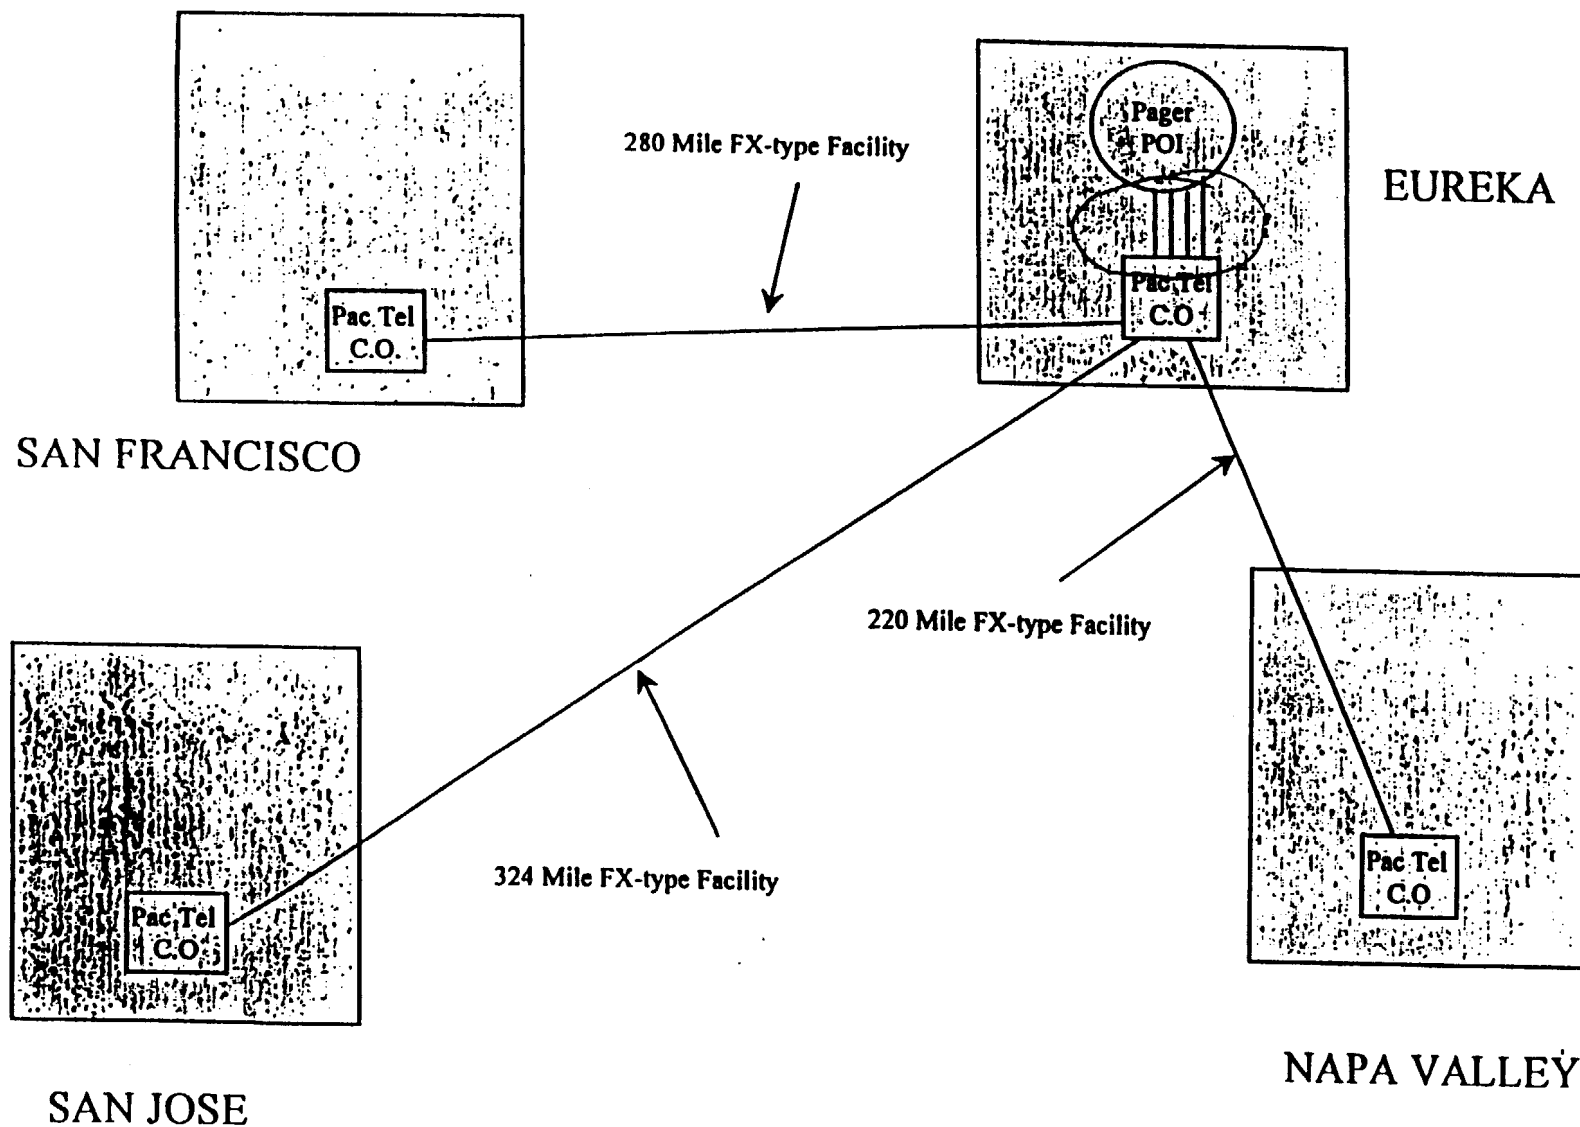 280 Mile FX-type Facility
Pager
POI
EUREKA
Pac Tel
C.O
Pac Tel
C.O.
SAN FRANCISCO
220 Mile FX-type Facility
324 Mile FX-type Facility
Pac Tel
C.O
Pac Tel
C.O
NAPA VALLEY
SAN JOSE